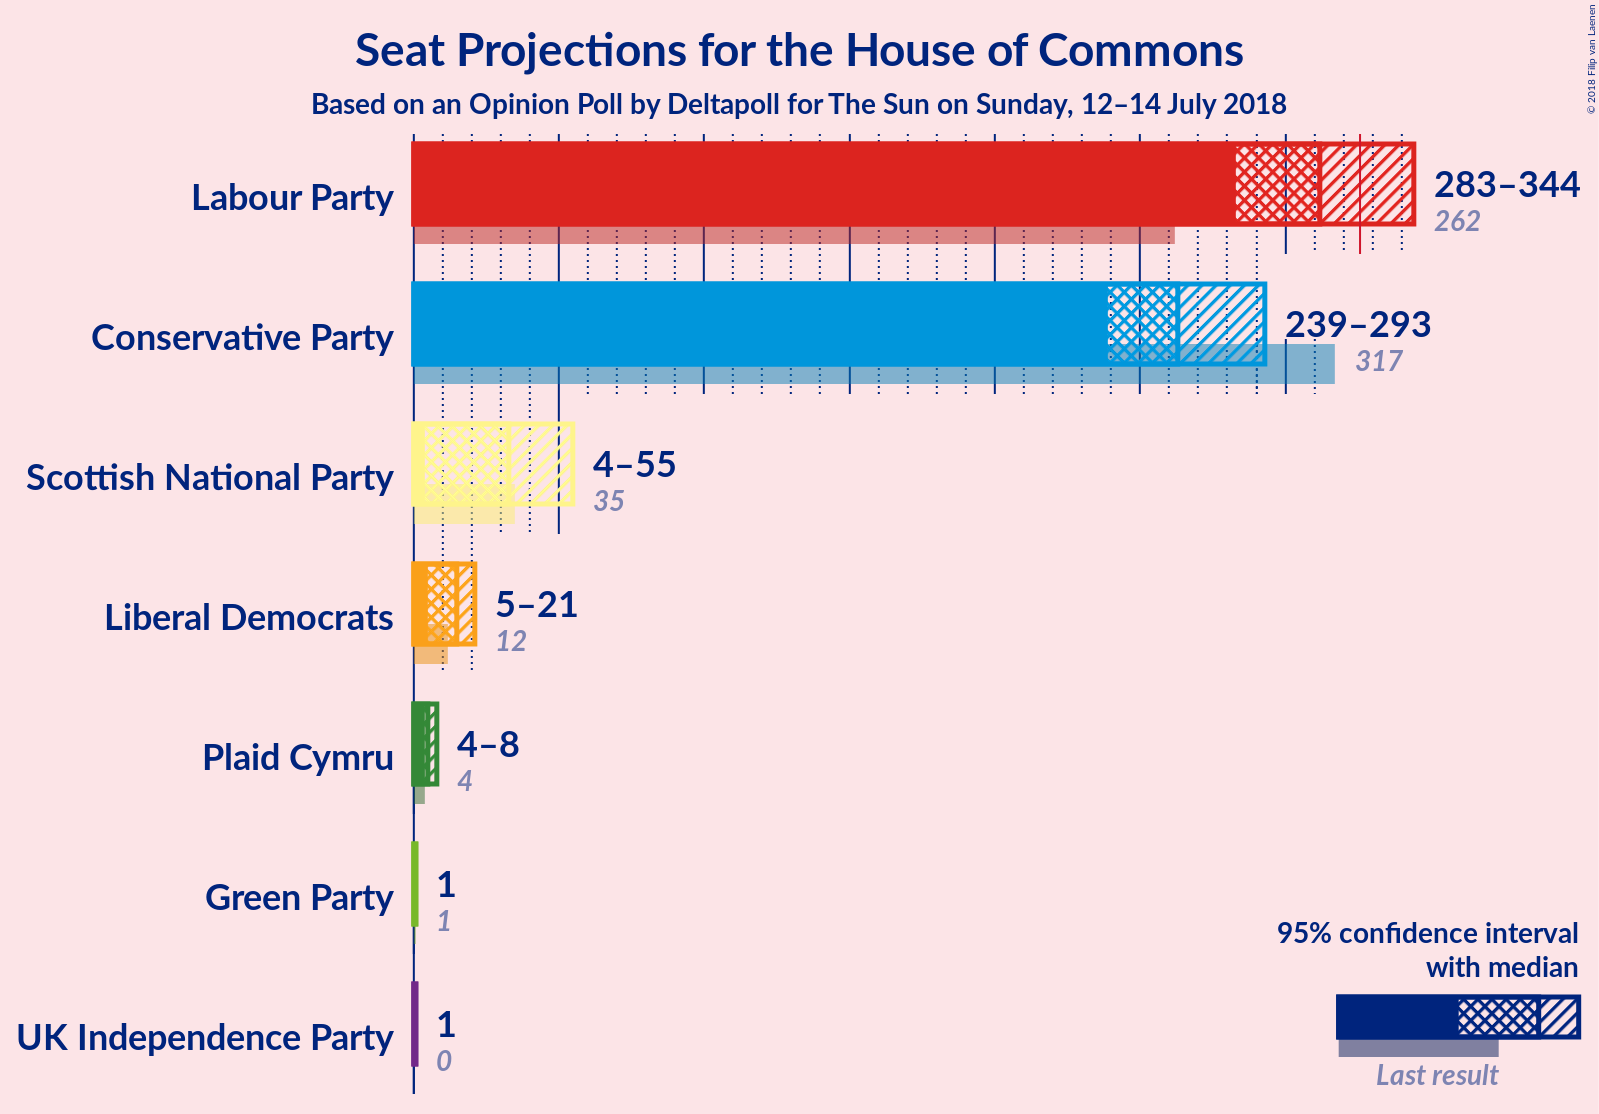 Seat Projections for the House of Commons
Based on an Opinion Poll by Deltapoll for The Sun on Sunday, 12–14 July 2018
© 2018 Filip van Laenen
Labour Party
283–344
262
Conservative Party
239–293
317
Scottish National Party
4–55
35
Liberal Democrats
5–21
12
Plaid Cymru
4–8
4
Green Party
1
1
UK Independence Party
1
0
95% confidence interval
with median
Last result